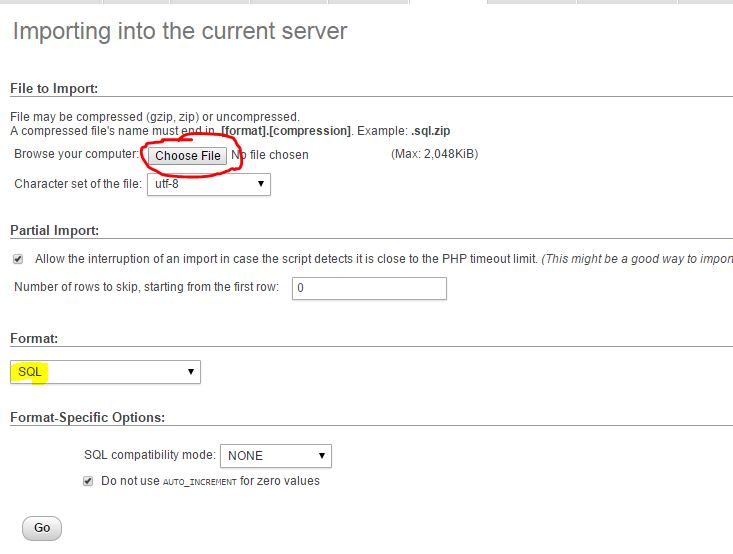 Importing into the current server
File to Import:
File may be compressed (gzip, zip) or uncompressed.
A compressed file's name must end in .[format].[compression]. Example: .sql.zip
Browse your computer: Choose File No file chosen (Max: 2,048KiB)
Character set of the file: utf-8
Partial Import:
Allow the interruption of an import in case the script detects it is close to the PHP timeout limit. (This might be a good way to impor
Number of rows to skip, starting from the first row: 0
Format:
SQL
Format-Specific Options:
SQL compatibility mode: NONE
Do not use AUTO_INCREMENT for zero values
Go